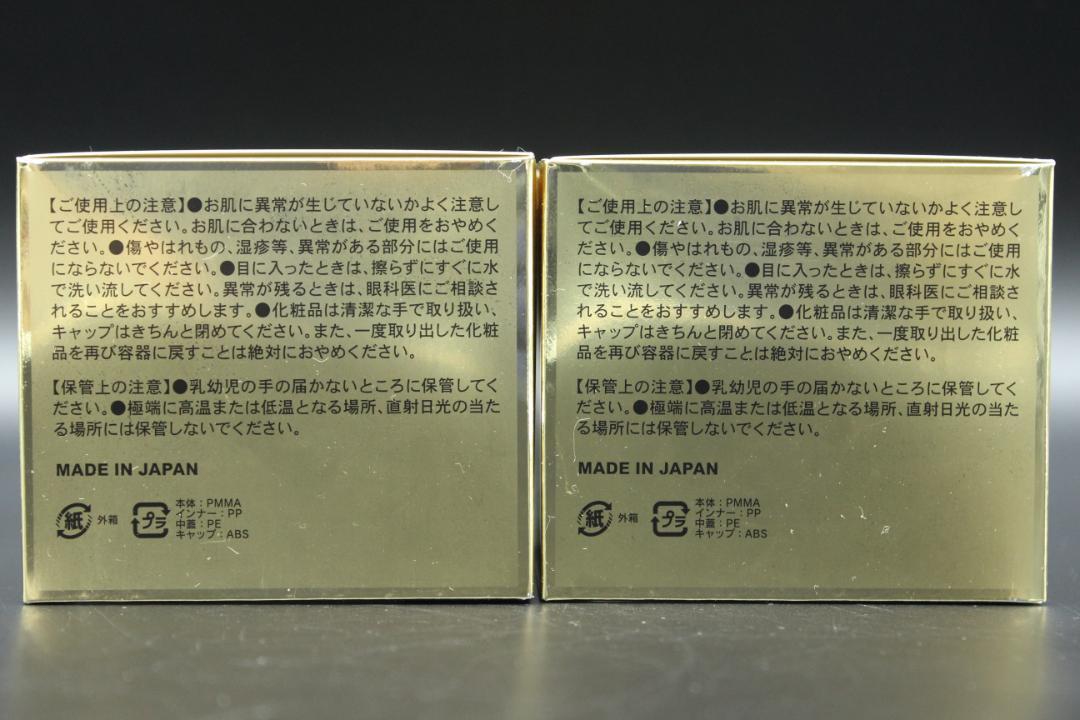 【ご使用上の注意】●お肌に異常が生じていないかよく注意し
てご使用ください。お肌に合わないときは、ご使用をおやめく
ださい。●傷やはれもの、湿疹等、異常がある部分にはご使用
にならないでください。●目に入ったときは、擦らずにすぐに水
で洗い流してください。異常が残るときは、眼科医にご相談さ
れることをおすすめします。●化粧品は清潔な手で取り扱い、
キャップはきちんと閉めてください。また、一度取り出した化粧
品を再び容器に戻すことは絶対におやめください。
【保管上の注意】●乳幼児の手の届かないところに保管してく
ださい。●極端に高温または低温となる場所、直射日光の当た
る場所には保管しないでください。
MADE IN JAPAN
紙 外箱 プラ
本体：PMMA
インナー：PP
中蓋：PE
キャップ：ABS
【ご使用上の注意】●お肌に異常が生じていないかよく注意し
てご使用ください。お肌に合わないときは、ご使用をおやめく
ださい。●傷やはれもの、湿疹等、異常がある部分にはご使用
にならないでください。●目に入ったときは、擦らずにすぐに水
で洗い流してください。異常が残るときは、眼科医にご相談さ
れることをおすすめします。●化粧品は清潔な手で取り扱い、
キャップはきちんと閉めてください。また、一度取り出した化粧
品を再び容器に戻すことは絶対におやめください。
【保管上の注意】●乳幼児の手の届かないところに保管してく
ださい。●極端に高温または低温となる場所、直射日光の当た
る場所には保管しないでください。
MADE IN JAPAN
紙 外箱 プラ
本体：PMMA
インナー：PP
中蓋：PE
キャップ：ABS